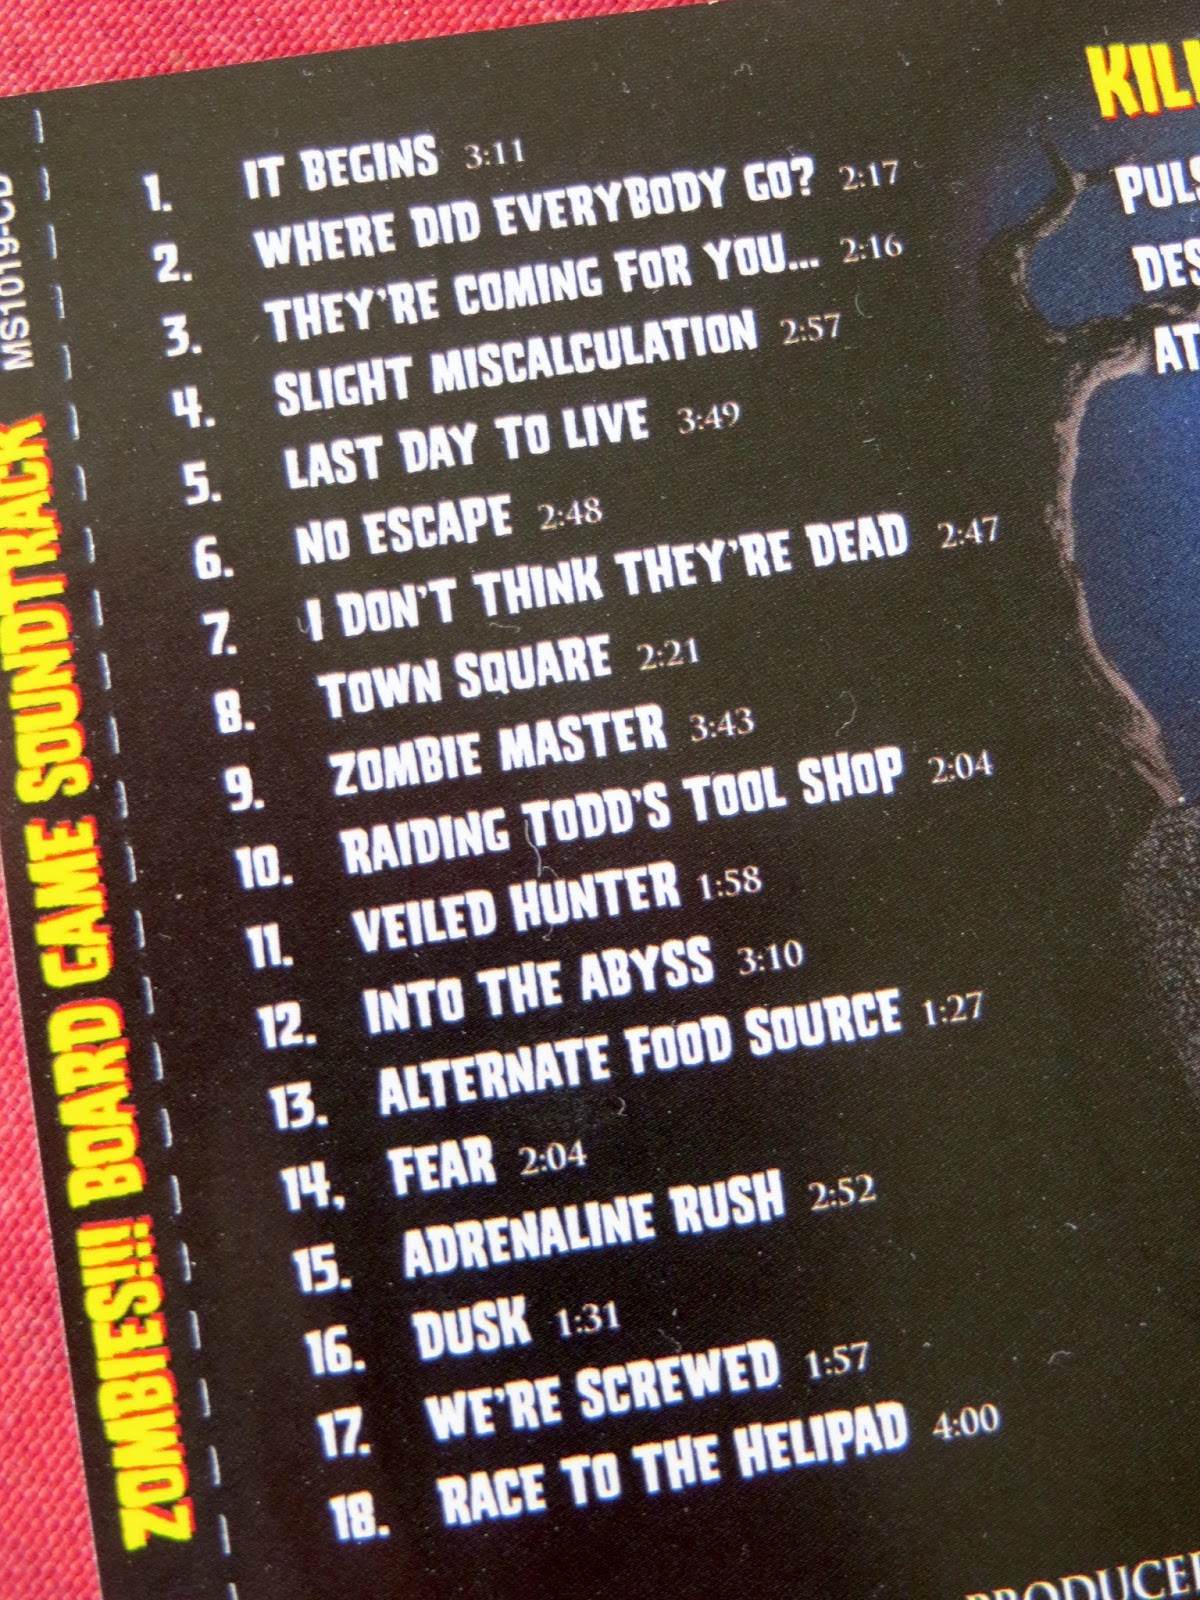 MS1019-CD
ZOMBIES!!! BOARD GAME SOUNDTRACK
1. IT BEGINS 3:11
2. WHERE DID EVERYBODY GO? 2:17
3. THEY'RE COMING FOR YOU... 2:16
4. SLIGHT MISCALCULATION 2:57
5. LAST DAY TO LIVE 3:49
6. NO ESCAPE 2:48
7. I DON'T THINK THEY'RE DEAD 2:47
8. TOWN SQUARE 2:21
9. ZOMBIE MASTER 3:43
10. RAIDING TODD'S TOOL SHOP 2:04
11. VEILED HUNTER 1:58
12. INTO THE ABYSS 3:10
13. ALTERNATE FOOD SOURCE 1:27
14. FEAR 2:04
15. ADRENALINE RUSH 2:52
16. DUSK 1:31
17. WE'RE SCREWED 1:57
18. RACE TO THE HELIPAD 4:00